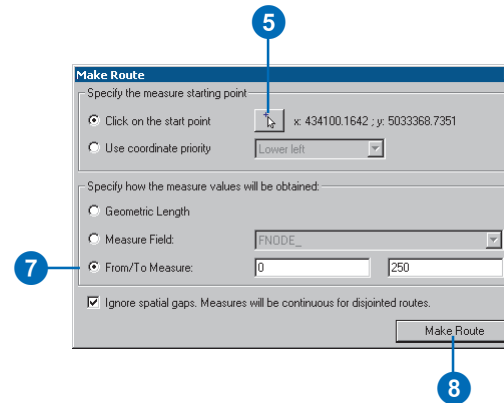 5
Make Route
Specify the measure starting point
Click on the start point x: 434100.1642 ; y: 5033368.7351
Use coordinate priority Lower left
Specify how the measure values will be obtained:
Geometric Length
Measure Field: FNODE_
7
From/To Measure: 0 250
Ignore spatial gaps. Measures will be continuous for disjointed routes.
Make Route
8